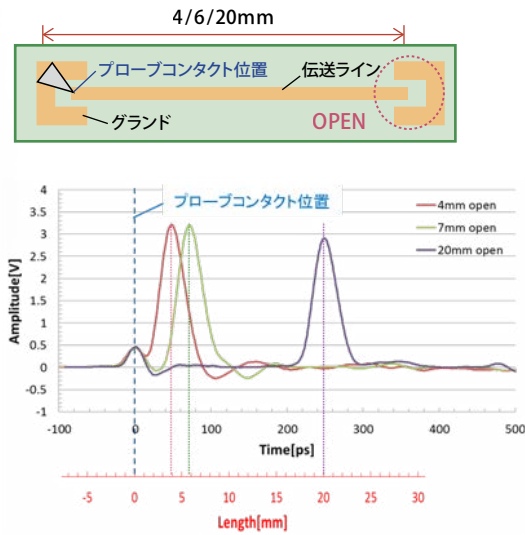 4/6/20mm
プローブコンタクト位置
伝送ライン
グランド
OPEN
プローブコンタクト位置
4mm open
7mm open
20mm open
Amplitude[V]
4
3.5
3
2.5
2
1.5
1
0.5
0
-0.5
-1
-100 0 100 200 300 400 500
Time[ps]
-5 0 5 10 15 20 25 30
Length[mm]